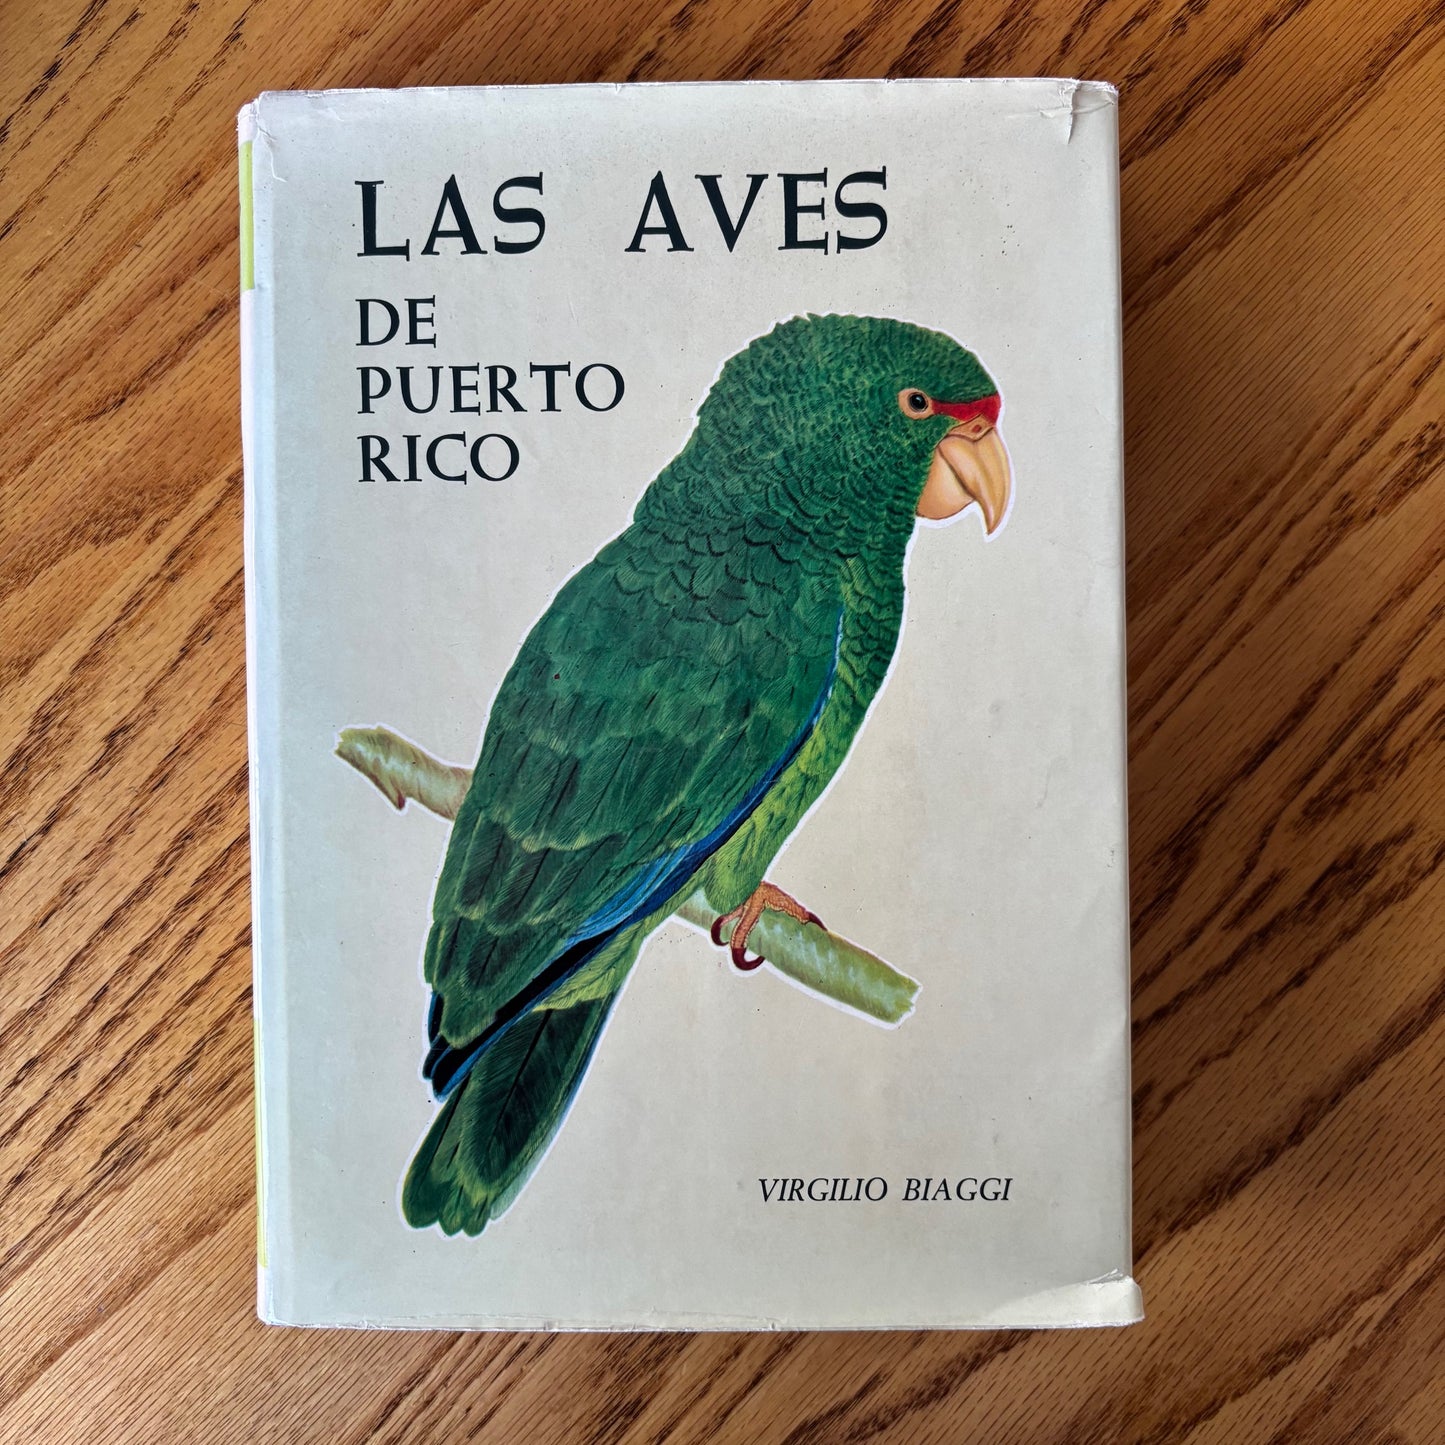 LAS AVES
DE
PUERTO
RICO
VIRGILIO BIAGGI